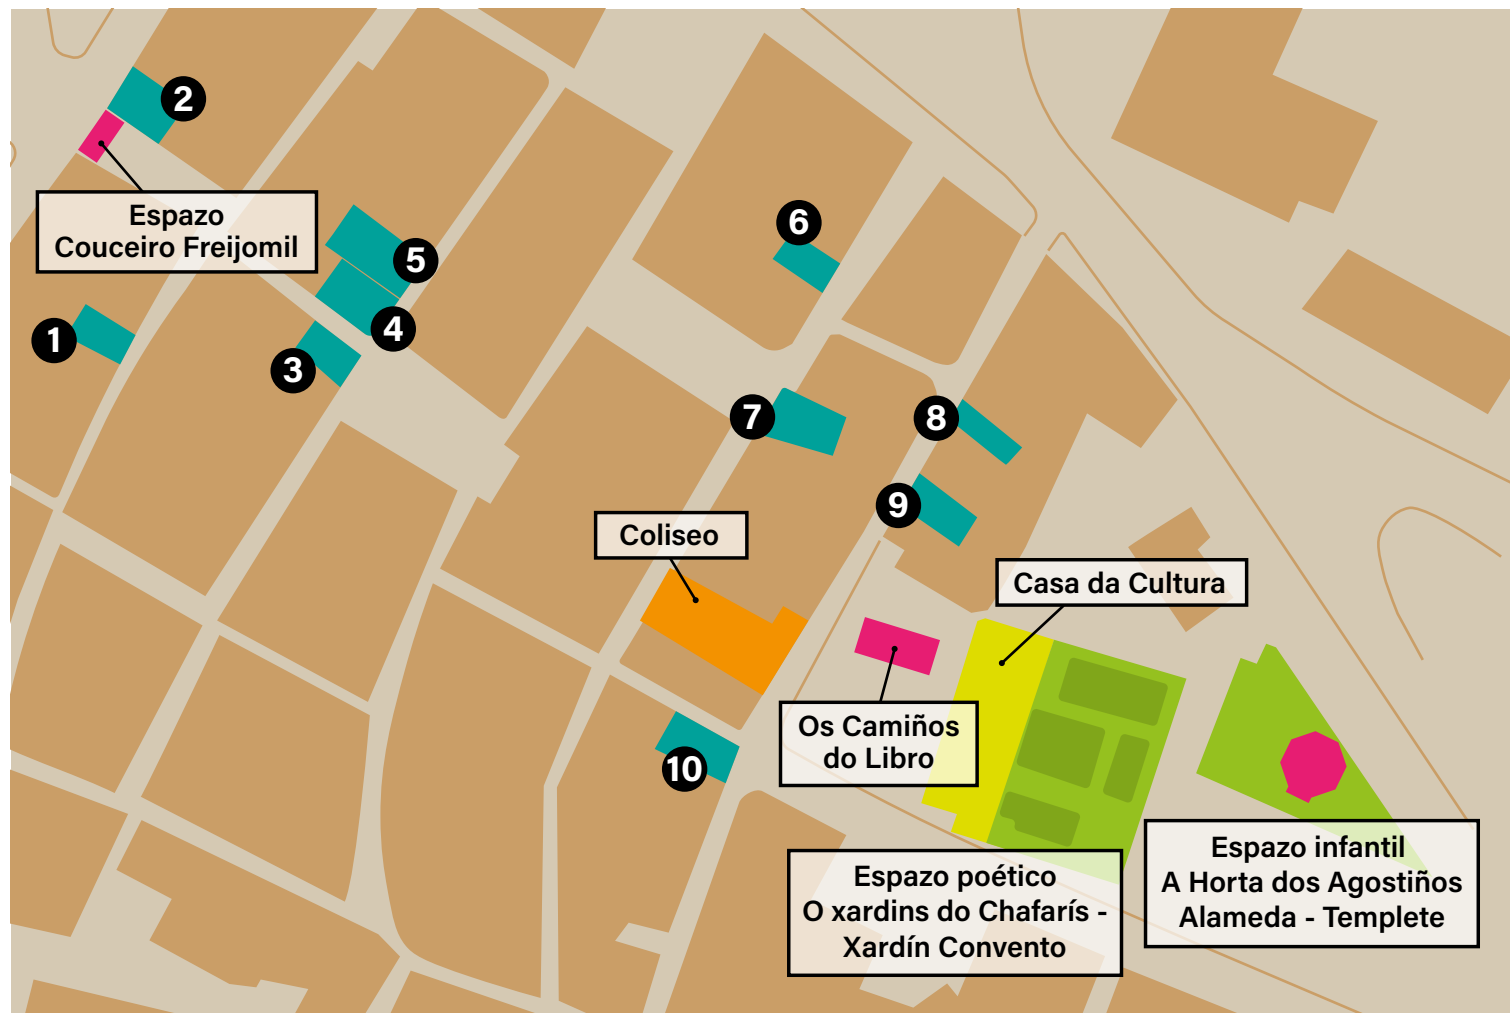 2
Espazo
Couceiro Freijomil
6
5
1
4
3
7
8
9
Coliseo
Casa da Cultura
Os Camiños
do Libro
10
Espazo poético
O xardins do Chafarís -
Xardín Convento
Espazo infantil
A Horta dos Agostiños
Alameda - Templete